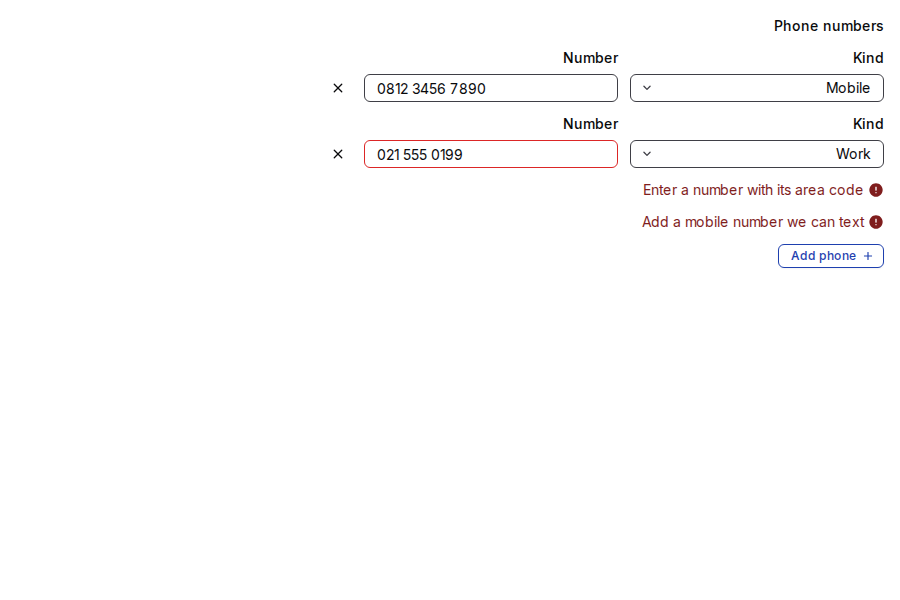 Phone numbers
Kind
Number
Mobile
0812 3456 7890
Kind
Number
Work
021 555 0199
Enter a number with its area code
Add a mobile number we can text
Add phone